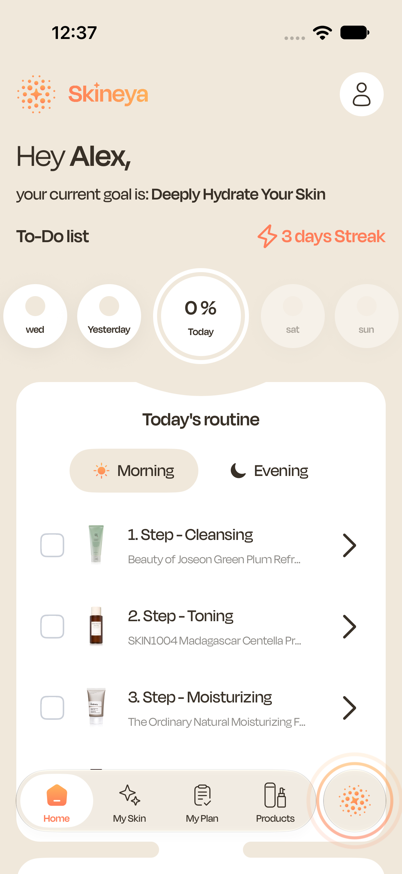 12:37
Skineya
Hey Alex,
your current goal is: Deeply Hydrate Your Skin
To-Do list
3 days Streak
wed
Yesterday
0 %
Today
sat
sun
Today's routine
Morning
Evening
1. Step - Cleansing
Beauty of Joseon Green Plum Refr...
2. Step - Toning
SKIN1004 Madagascar Centella Pr...
3. Step - Moisturizing
The Ordinary Natural Moisturizing F...
Home
My Skin
My Plan
Products